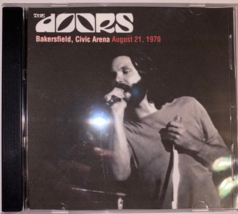 THE
DOORS
Bakersfield, Civic Arena August 21, 1970